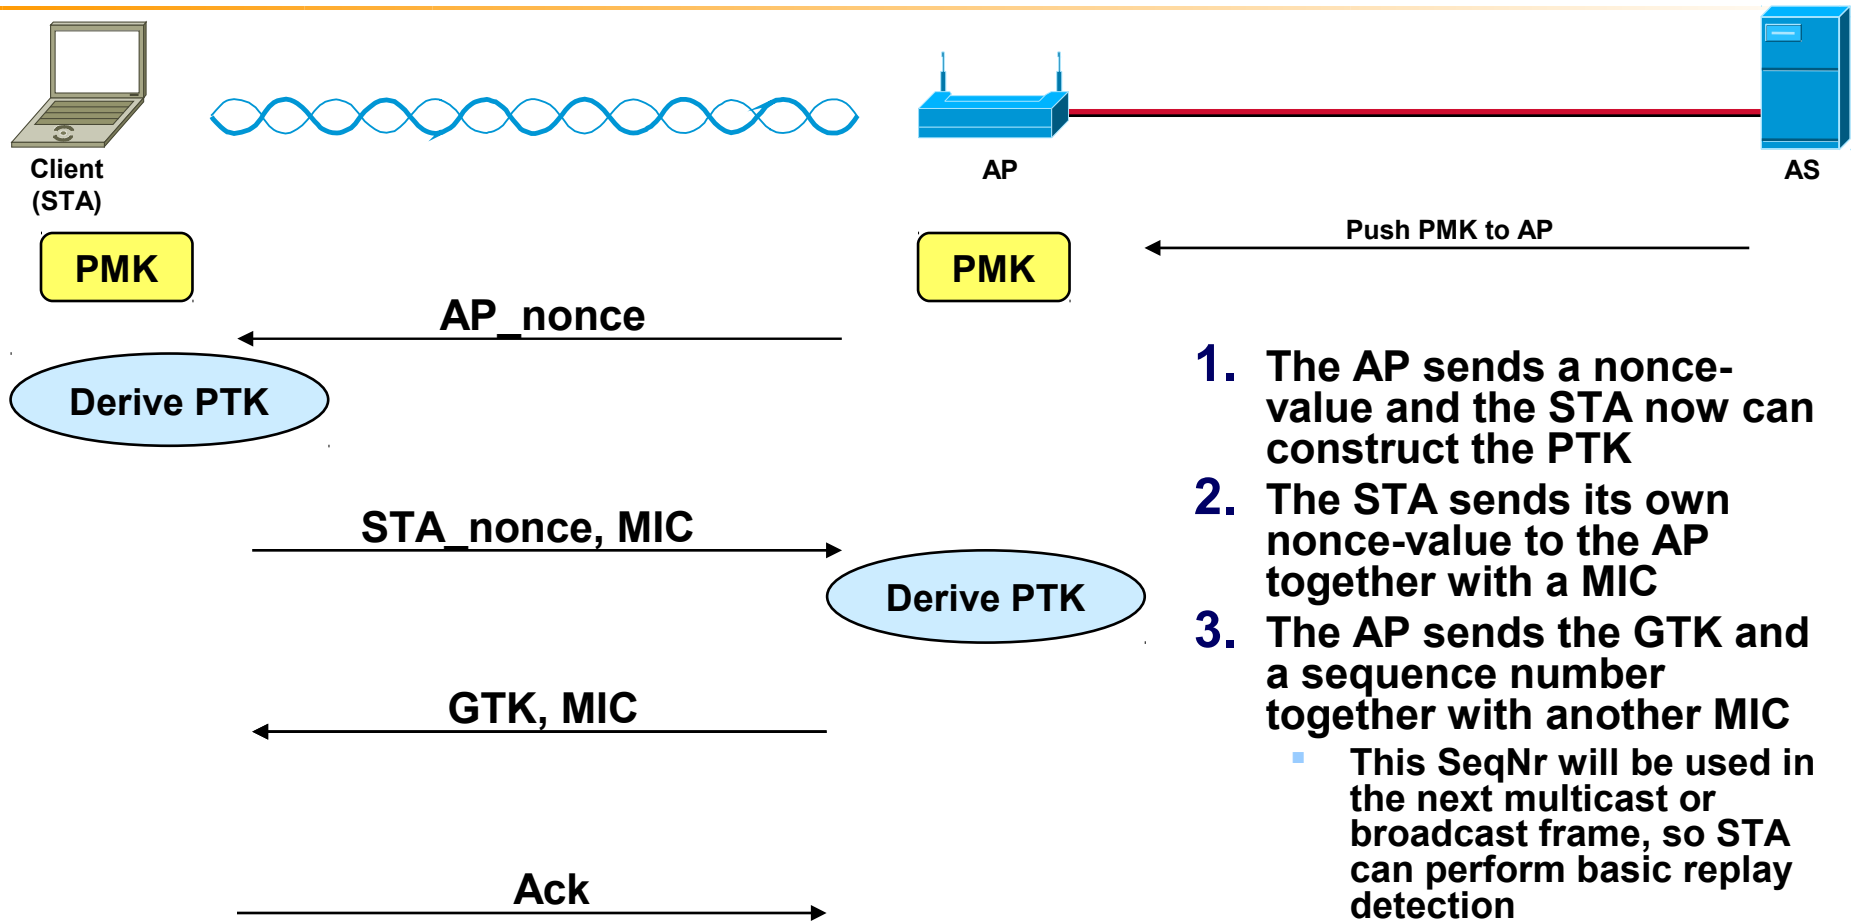 Client
(STA)
AP
AS
Push PMK to AP
PMK
PMK
AP_nonce
Derive PTK
STA_nonce, MIC
Derive PTK
GTK, MIC
Ack
1. The AP sends a nonce-
value and the STA now can
construct the PTK
2. The STA sends its own
nonce-value to the AP
together with a MIC
3. The AP sends the GTK and
a sequence number
together with another MIC
▪ This SeqNr will be used in
the next multicast or
broadcast frame, so STA
can perform basic replay
detection